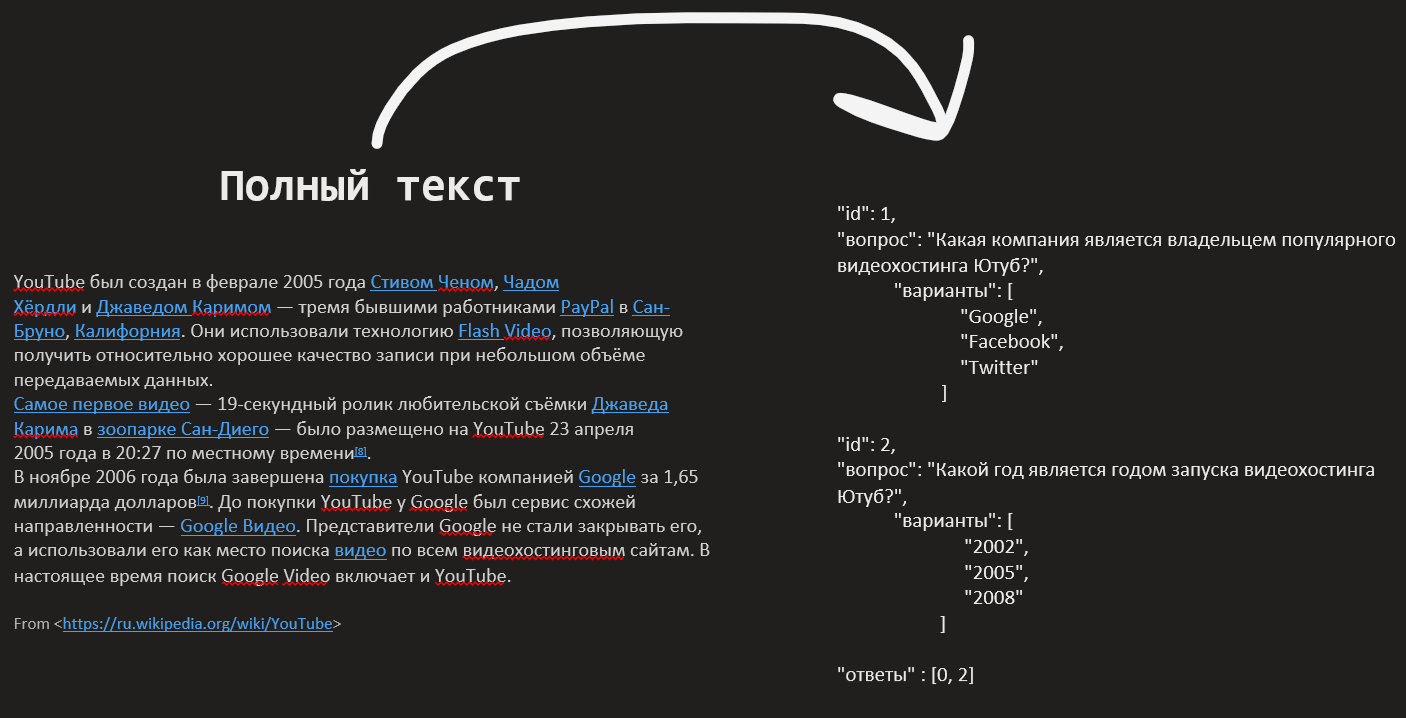 Полный текст
YouTube был создан в феврале 2005 года Стивом Ченом, Чадом
Хёрдли и Джаведом Каримом — тремя бывшими работниками PayPal в Сан-
Бруно, Калифорния. Они использовали технологию Flash Video, позволяющую
получить относительно хорошее качество записи при небольшом объёме
передаваемых данных.
Самое первое видео — 19-секундный ролик любительской съёмки Джаведа
Карима в зоопарке Сан-Диего — было размещено на YouTube 23 апреля
2005 года в 20:27 по местному времени[8].
В ноябре 2006 года была завершена покупка YouTube компанией Google за 1,65
миллиарда долларов[9]. До покупки YouTube у Google был сервис схожей
направленности — Google Видео. Представители Google не стали закрывать его,
а использовали его как место поиска видео по всем видеохостинговым сайтам. В
настоящее время поиск Google Video включает и YouTube.
From <https://ru.wikipedia.org/wiki/YouTube>
"id": 1,
"вопрос": "Какая компания является владельцем популярного
видеохостинга Ютуб?",
"варианты": [
"Google",
"Facebook",
"Twitter"
]
"id": 2,
"вопрос": "Какой год является годом запуска видеохостинга
Ютуб?",
"варианты": [
"2002",
"2005",
"2008"
]
"ответы" : [0, 2]